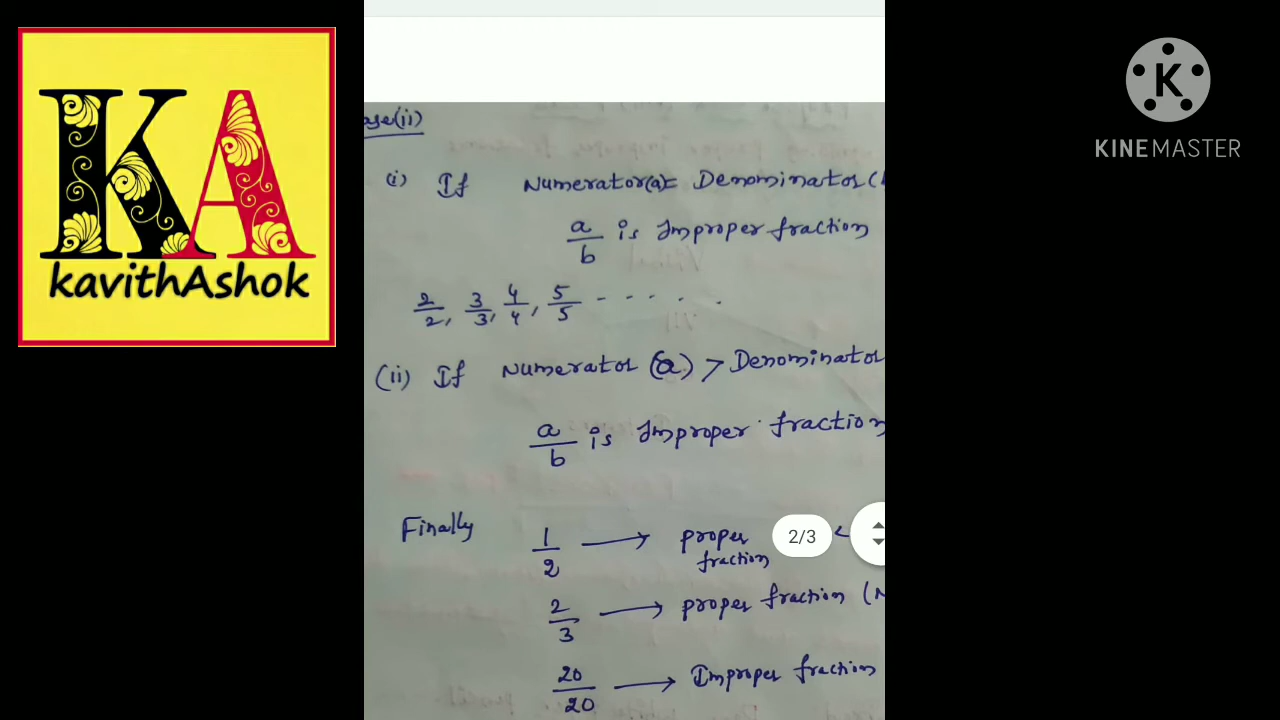 KA
kavithAshok
KINEMASTER
ase(ii)
(i) If Numerator(a)= Denominator(
a/b is Improper fraction
2/2, 3/3, 4/4, 5/5 - - - - -
(ii) If Numerator (a) > Denominator
a/b is Improper fraction
Finally 1/2 → proper fraction <
2/3 → proper fraction (N
20/20 → Improper fraction
2/3